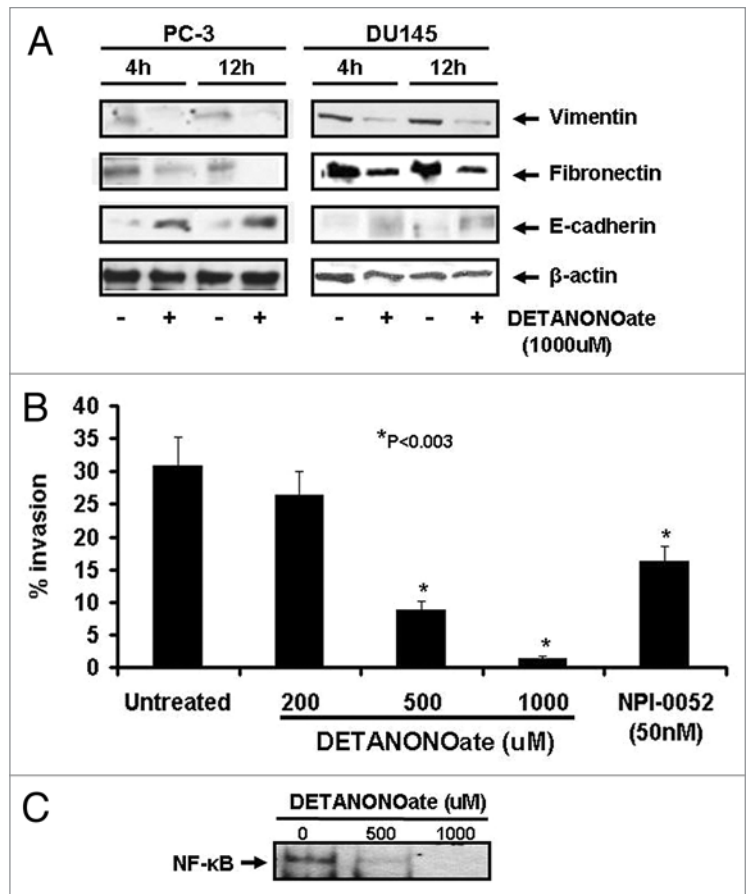 A
PC-3 DU145
4h 12h 4h 12h
Vimentin
Fibronectin
E-cadherin
β-actin
- + - + - + - + DETANONOate
(1000uM)
B
40
35
30
25
20
15
10
5
0
% invasion
*P<0.003
*
*
*
Untreated 200 500 1000 NPI-0052
(50nM)
DETANONOate (uM)
C
DETANONOate (uM)
0 500 1000
NF-κB